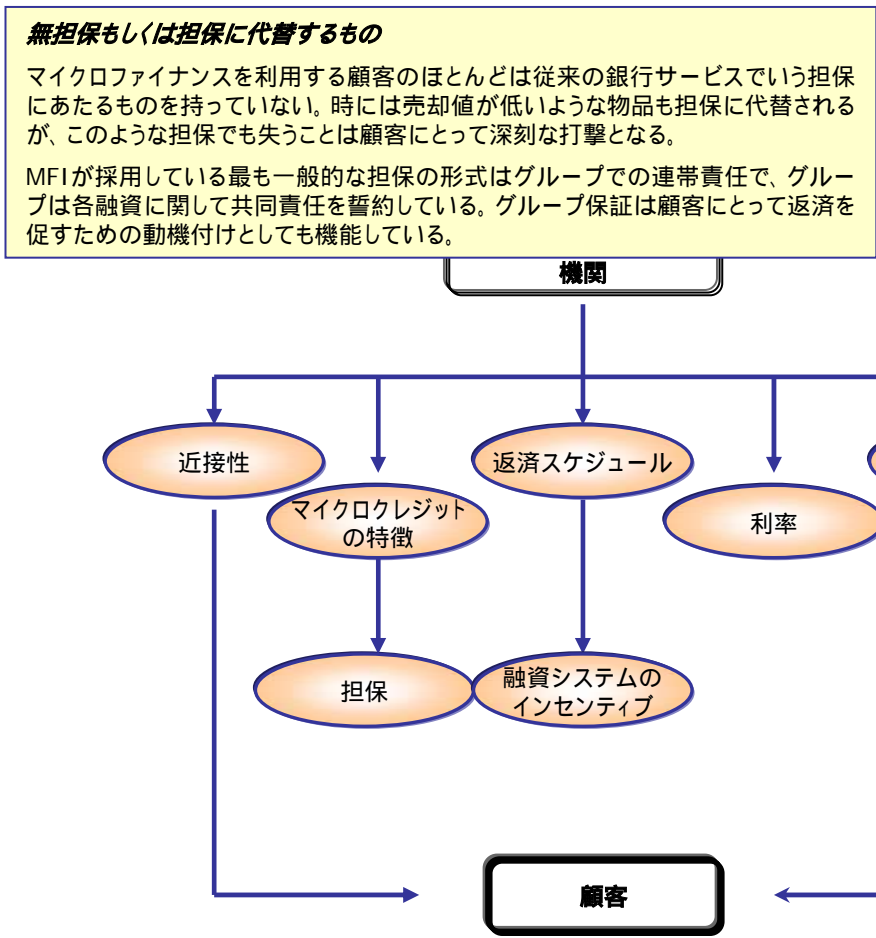 無担保もしくは担保に代替するもの
マイクロファイナンスを利用する顧客のほとんどは従来の銀行サービスでいう担保
にあたるものを持っていない。時には売却値が低いような物品も担保に代替される
が、このような担保でも失うことは顧客にとって深刻な打撃となる。
MFIが採用している最も一般的な担保の形式はグループでの連帯責任で、グルー
プは各融資に関して共同責任を誓約している。グループ保証は顧客にとって返済を
促すための動機付けとしても機能している。
機関
近接性
返済スケジュール
マイクロクレジット
の特徴
利率
担保
融資システムの
インセンティブ
顧客